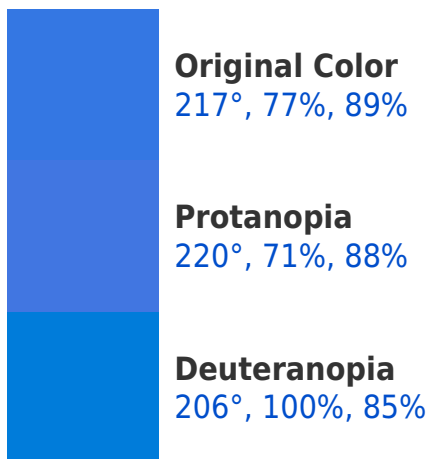 Original Color
217°, 77%, 89%
Protanopia
220°, 71%, 88%
Deuteranopia
206°, 100%, 85%